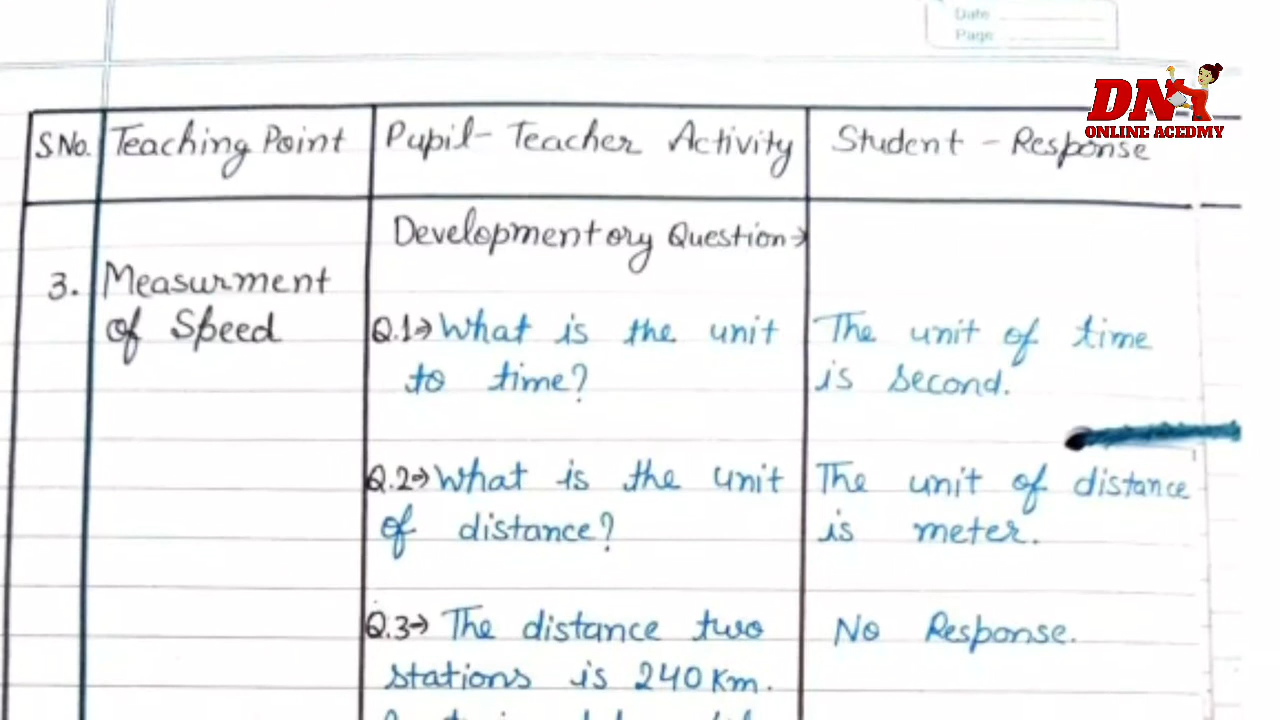 Date
Page
DNA
ONLINE ACEDMY
S.No. Teaching Point Pupil - Teacher Activity Student - Response
Developmentory Question→
3. Measurment
of Speed
Q.1→ What is the unit The unit of time
to time? is second.
Q.2→ What is the unit The unit of distance
of distance? is meter.
Q.3→ The distance two No Response.
stations is 240 Km.